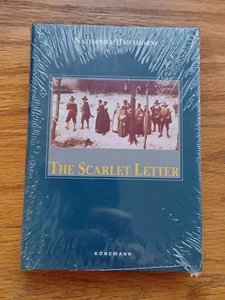 NATHANIEL HAWTHORNE
THE SCARLET LETTER
KÖNEMANN